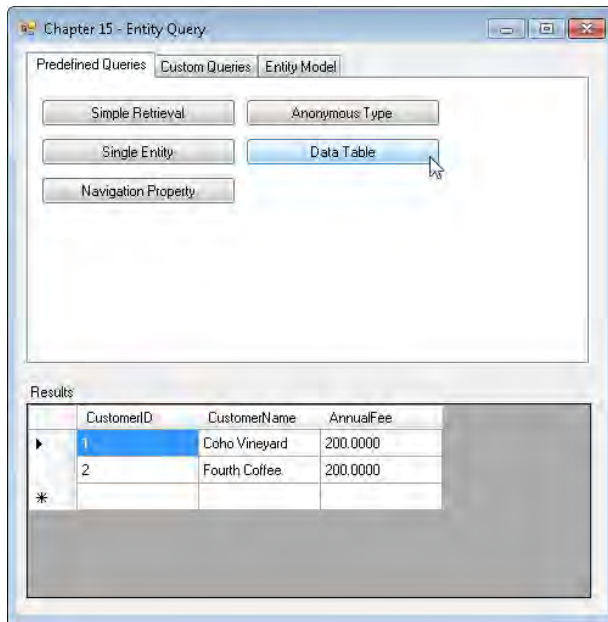 Chapter 15 - Entity Query
Predefined Queries Custom Queries Entity Model
Simple Retrieval Anonymous Type
Single Entity Data Table
Navigation Property
Results
CustomerID CustomerName AnnualFee
1 Coho Vineyard 200.0000
2 Fourth Coffee 200.0000